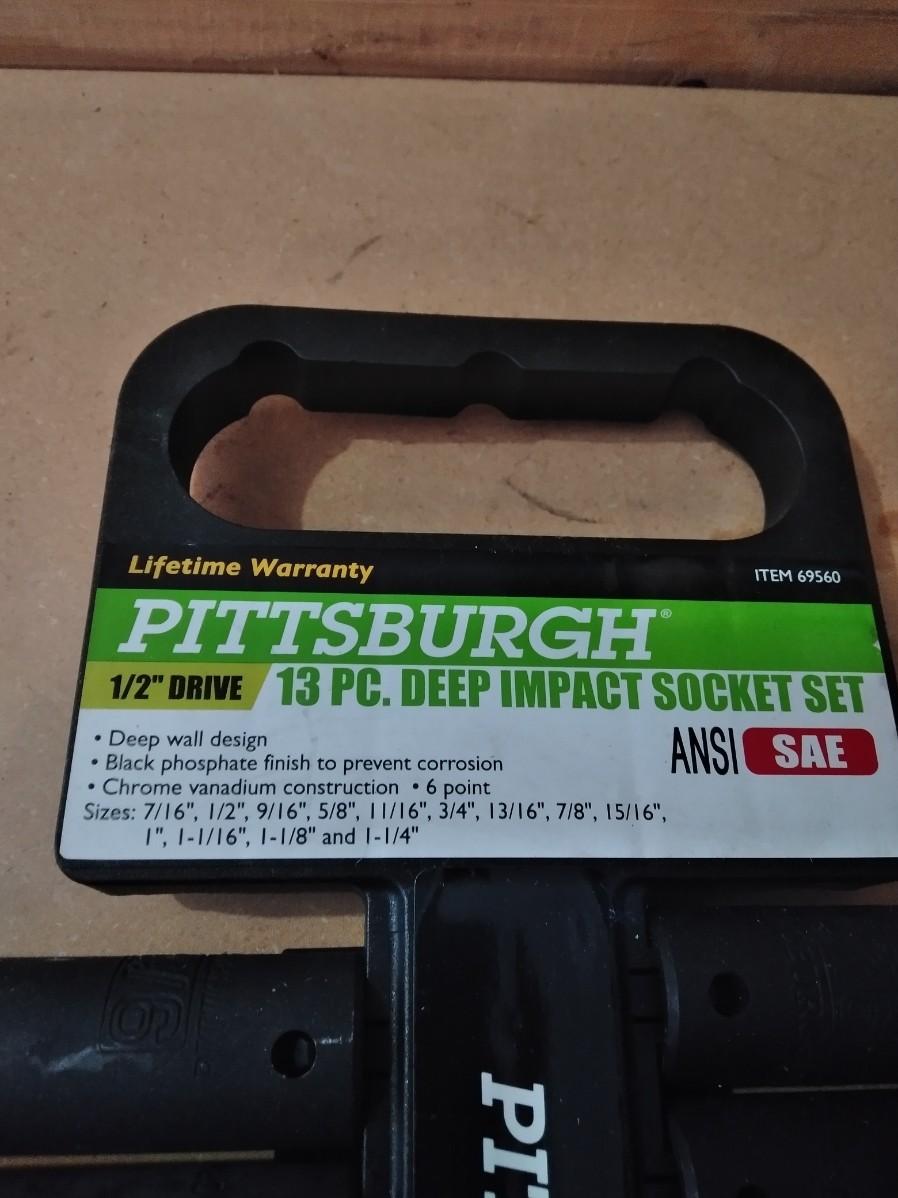 Lifetime Warranty
ITEM 69560
PITTSBURGH®
1/2" DRIVE 13 PC. DEEP IMPACT SOCKET SET
• Deep wall design
• Black phosphate finish to prevent corrosion
• Chrome vanadium construction • 6 point
ANSI SAE
Sizes: 7/16", 1/2", 9/16", 5/8", 11/16", 3/4", 13/16", 7/8", 15/16",
1", 1-1/16", 1-1/8" and 1-1/4"
PIT